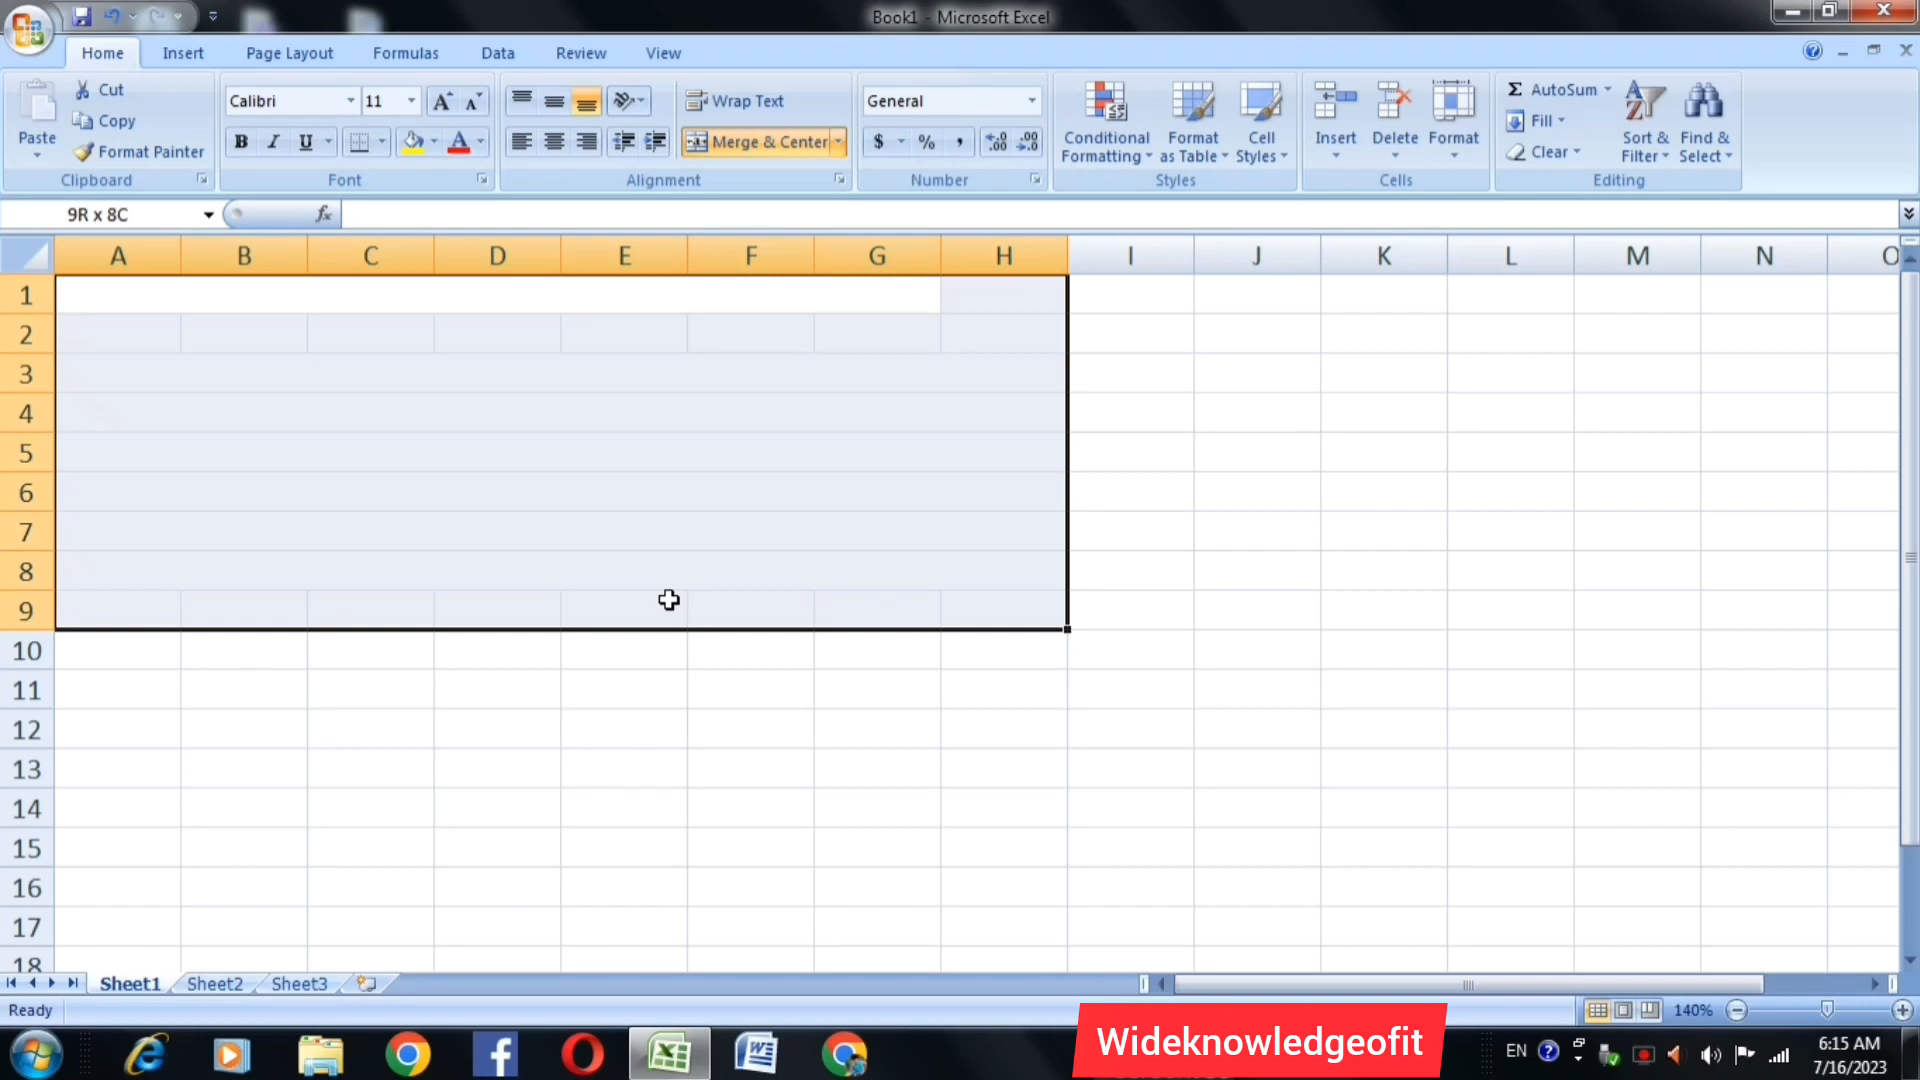 Book1 - Microsoft Excel
Home Insert Page Layout Formulas Data Review View
Paste
Cut
Copy
Format Painter
Clipboard
Calibri 11
B I U A
Font
Wrap Text
Merge & Center
Alignment
General
$ % ,
Number
Conditional Formatting
Format as Table
Cell Styles
Styles
Insert Delete Format
Cells
Σ AutoSum
Fill
Clear
Sort & Filter
Find & Select
Editing
9R x 8C fx
A B C D E F G H I J K L M N O
1
2
3
4
5
6
7
8
9
10
11
12
13
14
15
16
17
18
Sheet1 Sheet2 Sheet3
Ready 140%
Wideknowledgeofit
EN 6:15 AM
7/16/2023